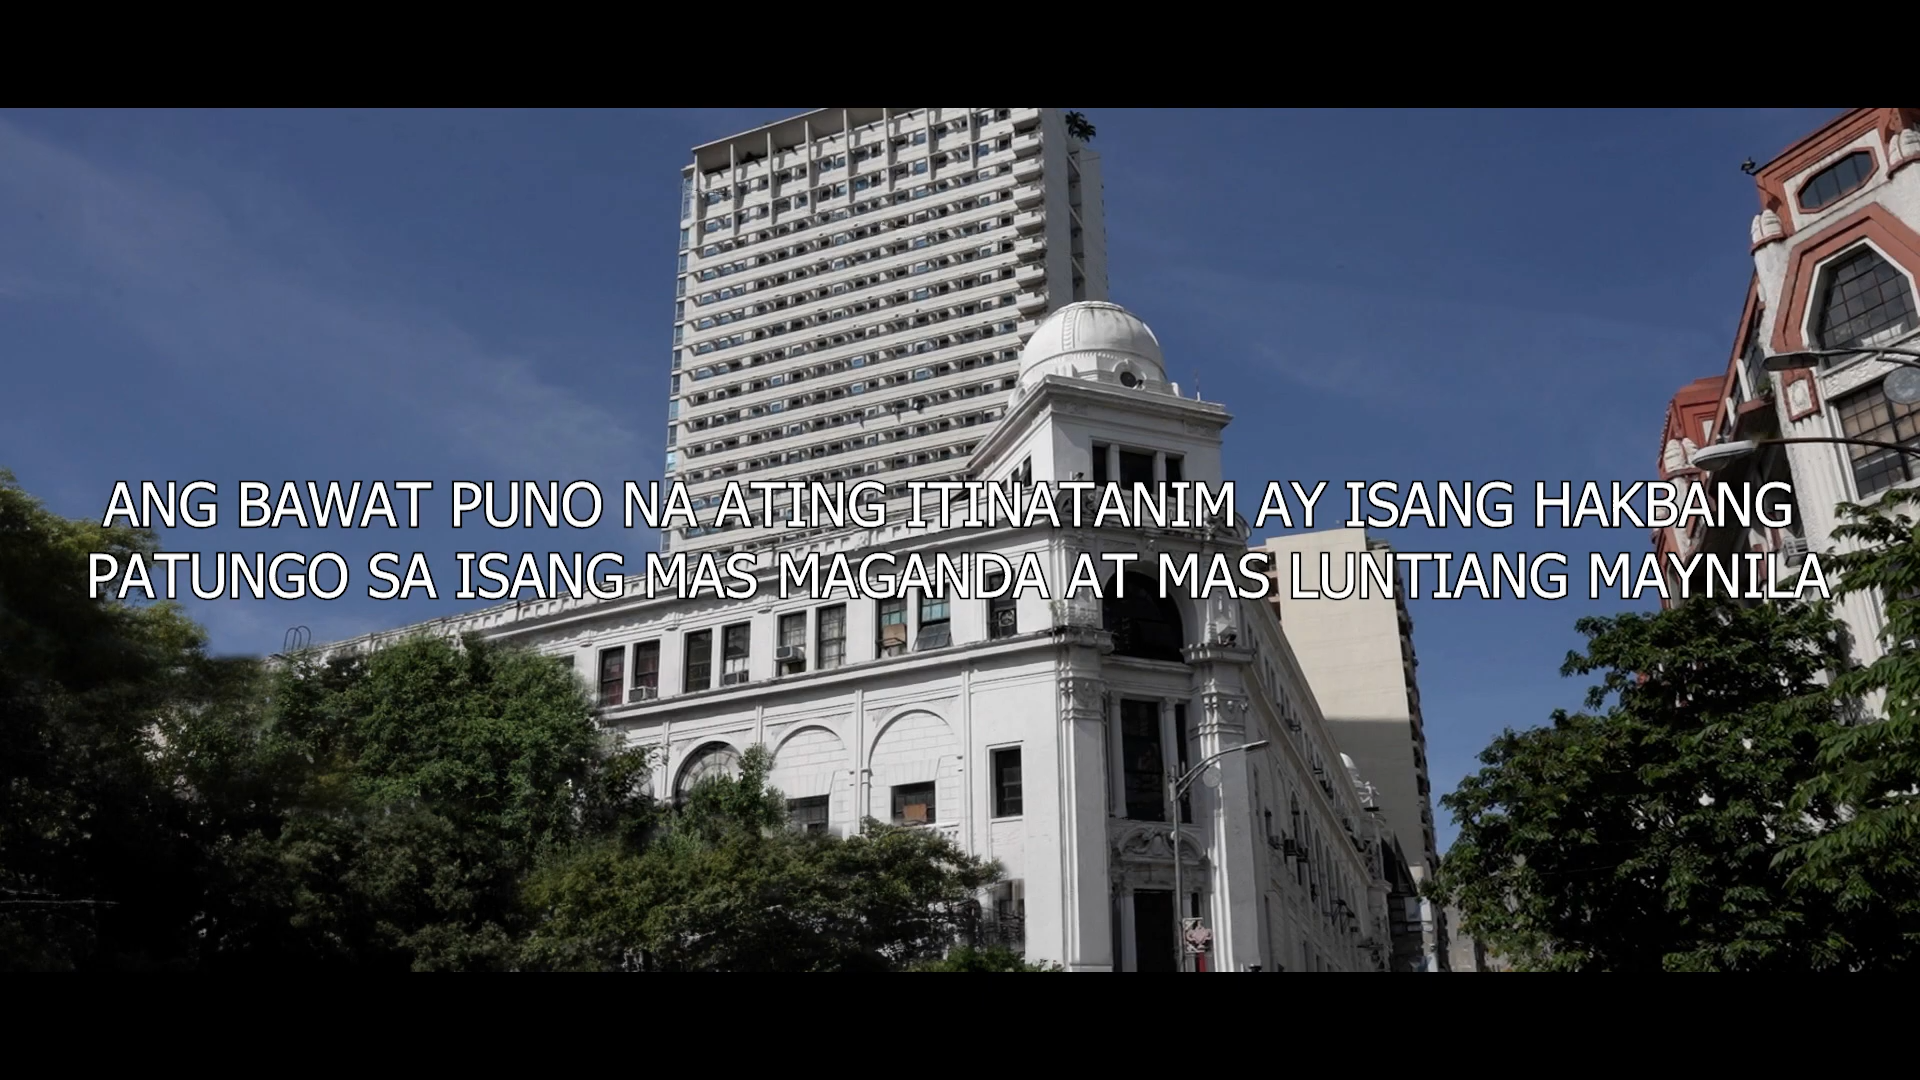 ANG BAWAT PUNO NA ATING ITINATANIM AY ISANG HAKBANG
PATUNGO SA ISANG MAS MAGANDA AT MAS LUNTIANG MAYNILA